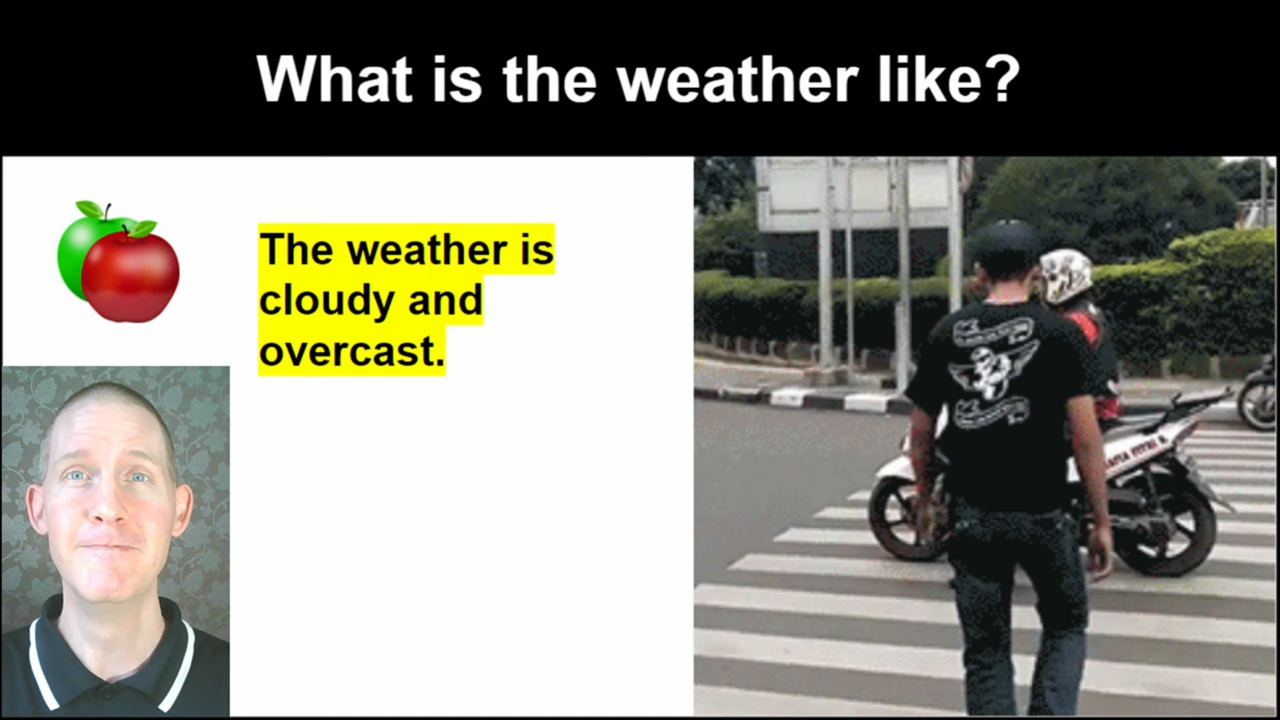 What is the weather like?
The weather is
cloudy and
overcast.